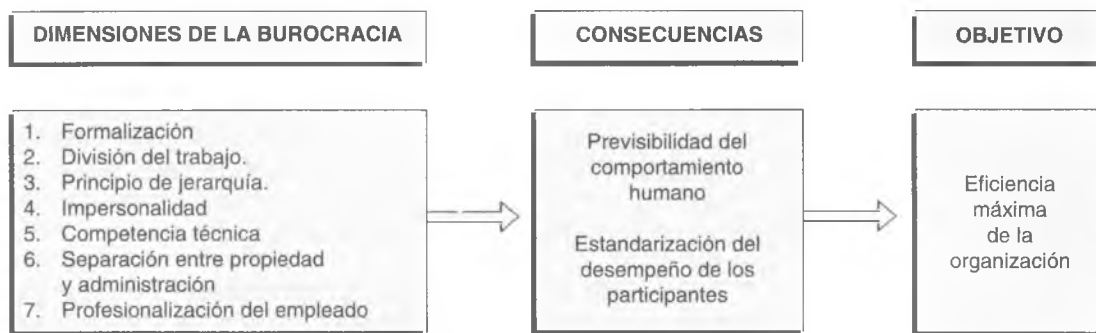 DIMENSIONES DE LA BUROCRACIA
CONSECUENCIAS
OBJETIVO
1. Formalización
2. División del trabajo.
3. Principio de jerarquía.
4. Impersonalidad
5. Competencia técnica
6. Separación entre propiedad
y administración
7. Profesionalización del empleado
Previsibilidad del
comportamiento
humano
Estandarización del
desempeño de los
participantes
Eficiencia
máxima
de la
organización